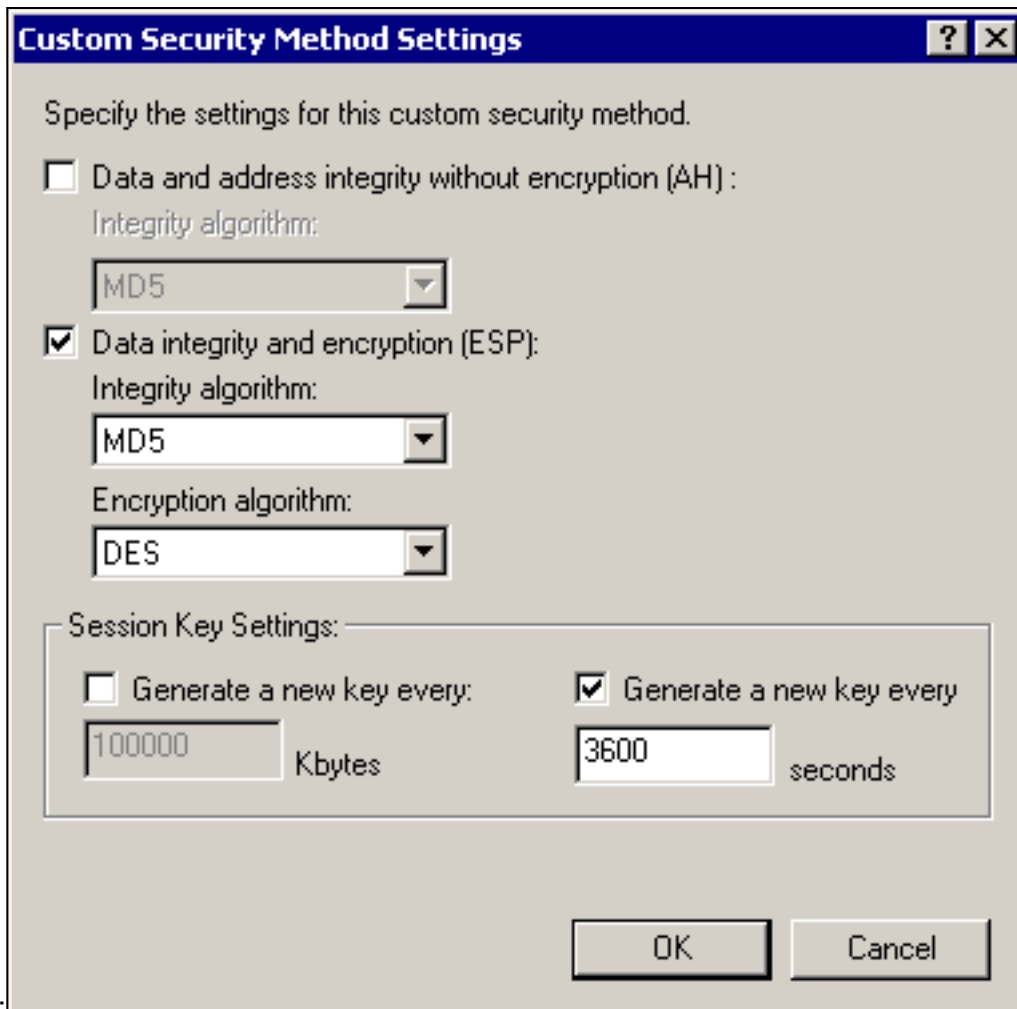 Custom Security Method Settings
Specify the settings for this custom security method.
Data and address integrity without encryption (AH) :
Integrity algorithm:
MD5
Data integrity and encryption (ESP):
Integrity algorithm:
MD5
Encryption algorithm:
DES
Session Key Settings:
Generate a new key every:
100000 Kbytes
Generate a new key every
3600 seconds
OK Cancel